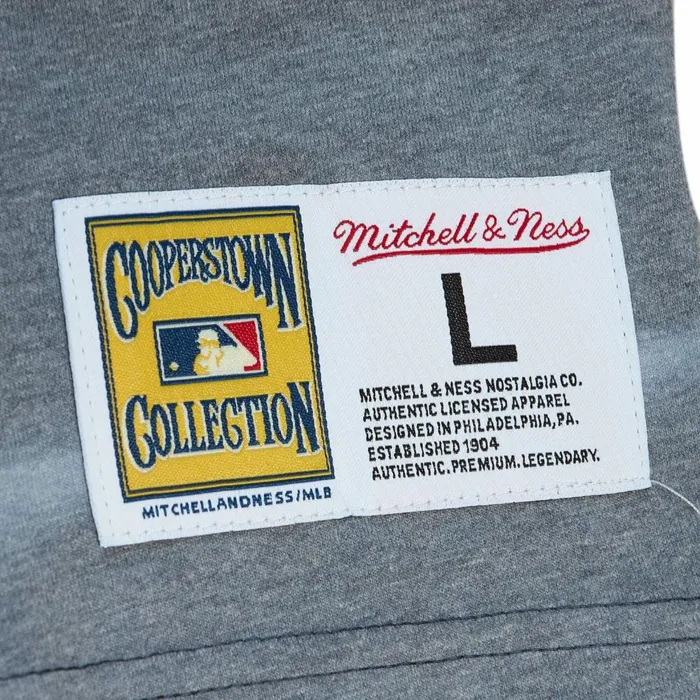 COOPERSTOWN
COLLECTION
MITCHELLANDNESS/MLB
Mitchell & Ness
L
MITCHELL & NESS NOSTALGIA CO.
AUTHENTIC LICENSED APPAREL
DESIGNED IN PHILADELPHIA, PA.
ESTABLISHED 1904
AUTHENTIC. PREMIUM. LEGENDARY.